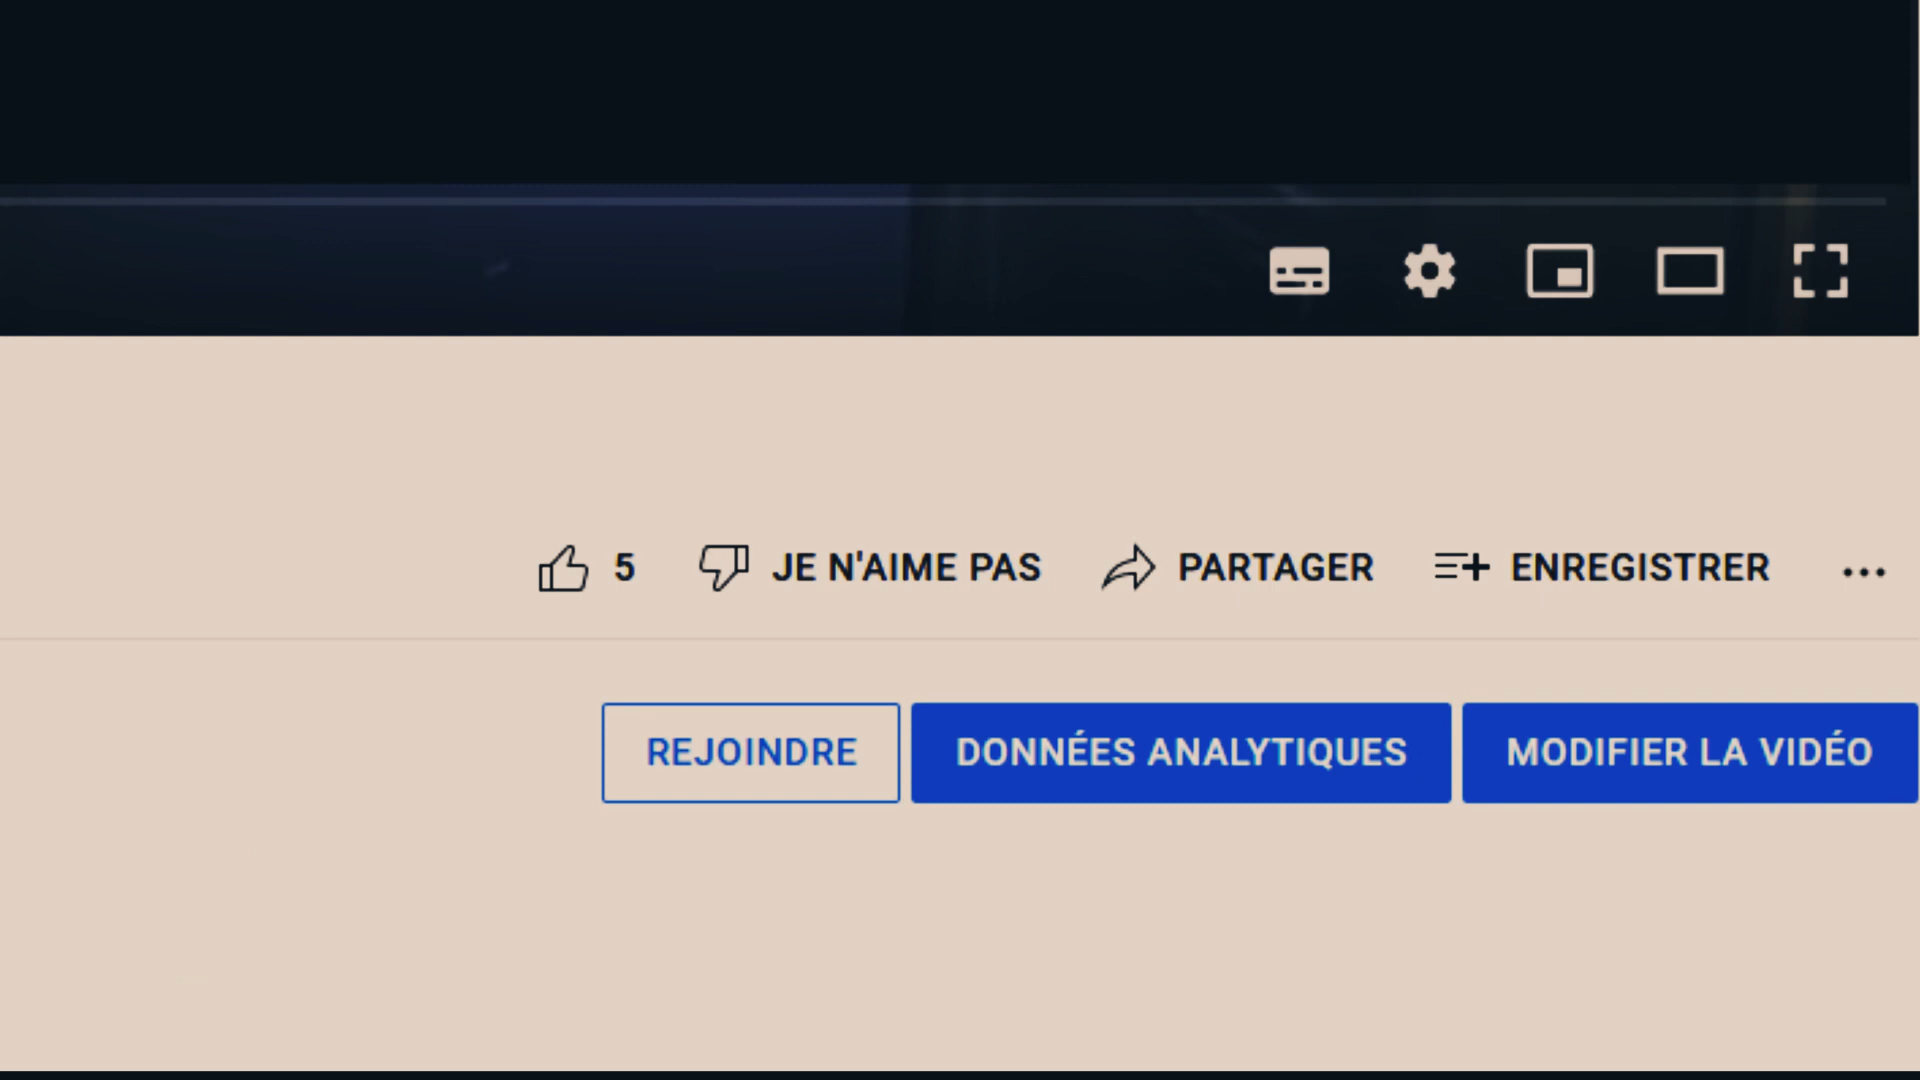 5 JE N'AIME PAS PARTAGER ENREGISTRER
REJOINDRE DONNÉES ANALYTIQUES MODIFIER LA VIDÉO